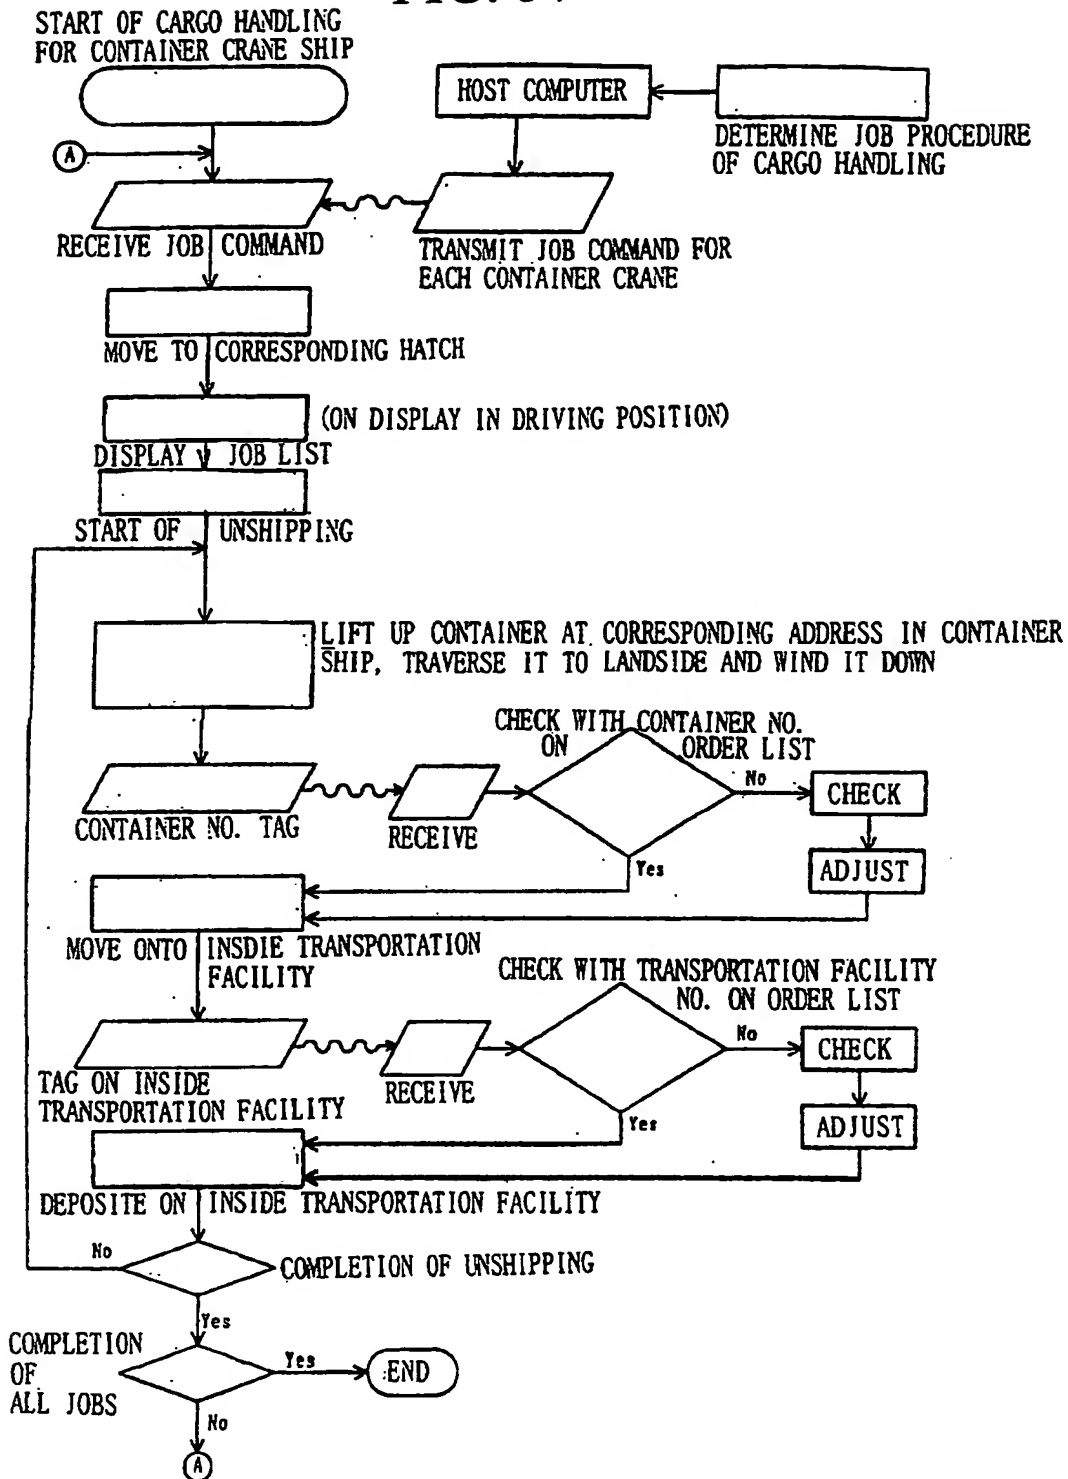 START OF CARGO HANDLING
FOR CONTAINER CRANE SHIP
HOST COMPUTER
DETERMINE JOB PROCEDURE
OF CARGO HANDLING
A
RECEIVE JOB COMMAND
TRANSMIT JOB COMMAND FOR
EACH CONTAINER CRANE
MOVE TO CORRESPONDING HATCH
(ON DISPLAY IN DRIVING POSITION)
DISPLAY JOB LIST
START OF UNSHIPPING
LIFT UP CONTAINER AT CORRESPONDING ADDRESS IN CONTAINER
SHIP, TRAVERSE IT TO LANDSIDE AND WIND IT DOWN
CHECK WITH CONTAINER NO.
ON ORDER LIST
No
CHECK
CONTAINER NO. TAG
RECEIVE
Yes
ADJUST
MOVE ONTO INSDIE TRANSPORTATION
FACILITY
CHECK WITH TRANSPORTATION FACILITY
NO. ON ORDER LIST
No
CHECK
TAG ON INSIDE
TRANSPORTATION FACILITY
RECEIVE
Yes
ADJUST
DEPOSITE ON INSIDE TRANSPORTATION FACILITY
No
COMPLETION OF UNSHIPPING
Yes
COMPLETION
OF
ALL JOBS
Yes
END
No
A